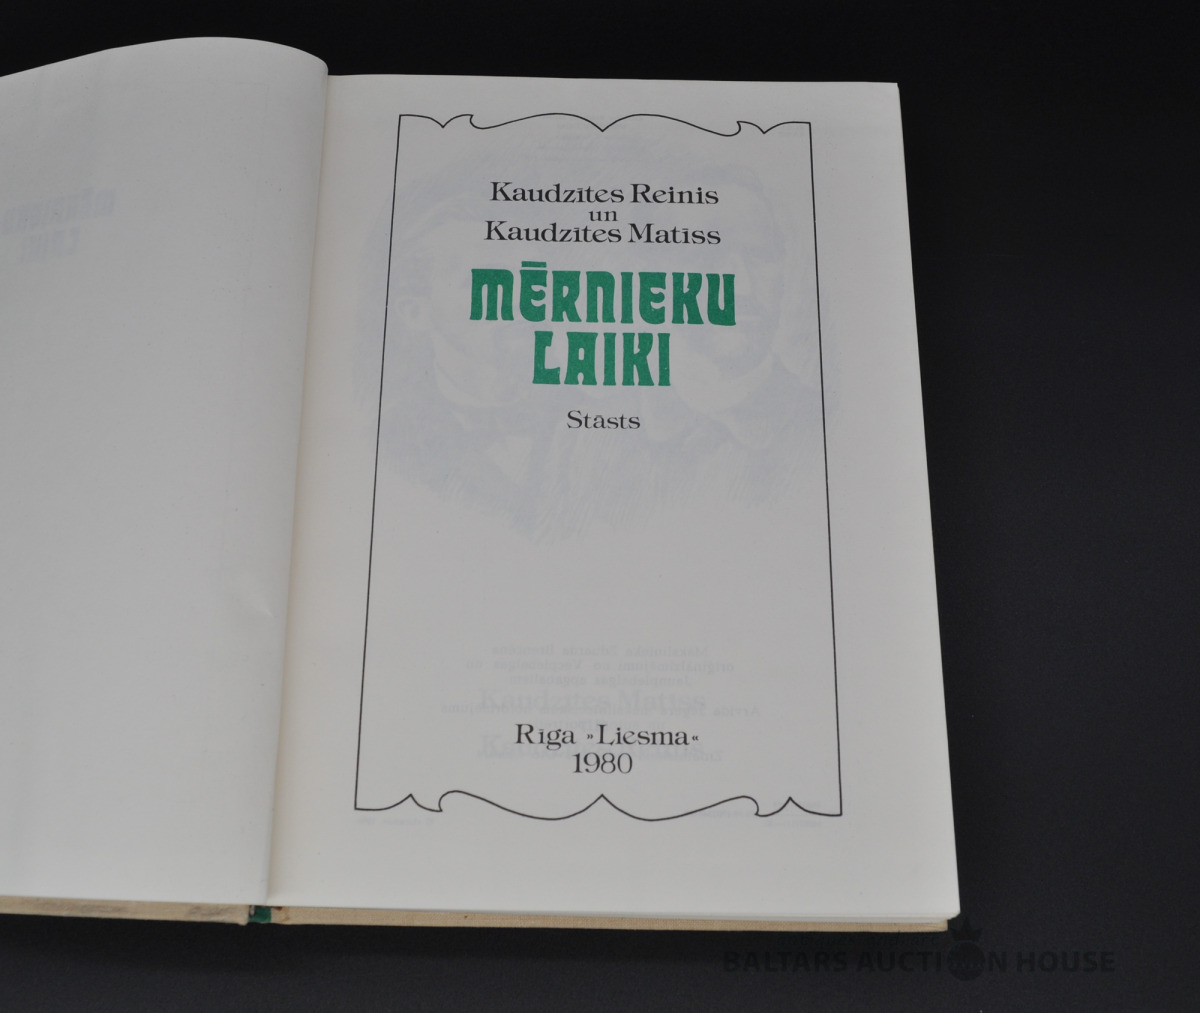 Kaudzītes Reinis
un
Kaudzītes Matīss
MĒRNIEKU
LAIKI
Stāsts
Rīga »Liesma«
1980
BALTARS AUCTION HOUSE